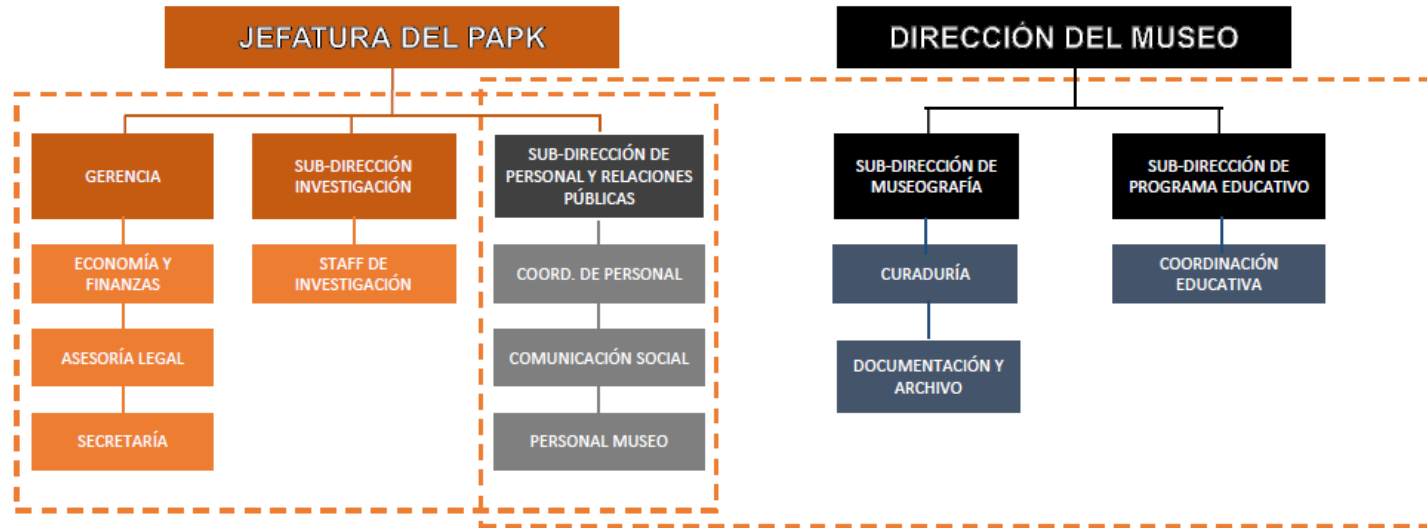 JEFATURA DEL PAPK
DIRECCIÓN DEL MUSEO
GERENCIA
SUB-DIRECCIÓN
INVESTIGACIÓN
SUB-DIRECCIÓN DE
PERSONAL Y RELACIONES
PÚBLICAS
SUB-DIRECCIÓN DE
MUSEOGRAFÍA
SUB-DIRECCIÓN DE
PROGRAMA EDUCATIVO
ECONOMÍA Y
FINANZAS
STAFF DE
INVESTIGACIÓN
COORD. DE PERSONAL
CURADURÍA
COORDINACIÓN
EDUCATIVA
ASESORÍA LEGAL
COMUNICACIÓN SOCIAL
DOCUMENTACIÓN Y
ARCHIVO
SECRETARÍA
PERSONAL MUSEO